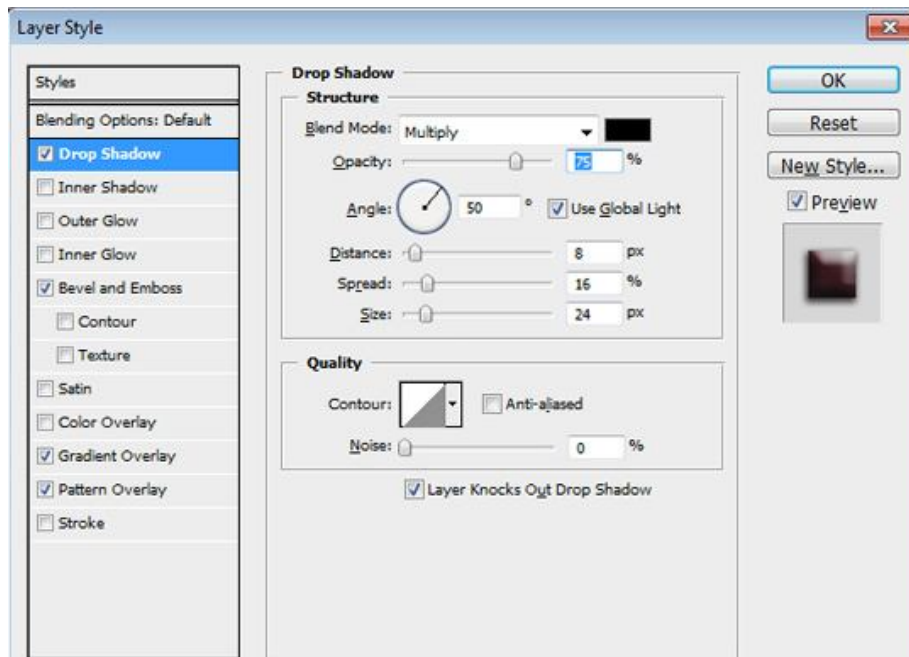 Layer Style
Styles
Blending Options: Default
Drop Shadow
Inner Shadow
Outer Glow
Inner Glow
Bevel and Emboss
Contour
Texture
Satin
Color Overlay
Gradient Overlay
Pattern Overlay
Stroke
Drop Shadow
Structure
Blend Mode: Multiply
Opacity: 75 %
Angle: 50 ° Use Global Light
Distance: 8 px
Spread: 16 %
Size: 24 px
Quality
Contour: Anti-aliased
Noise: 0 %
Layer Knocks Out Drop Shadow
OK
Reset
New Style...
Preview